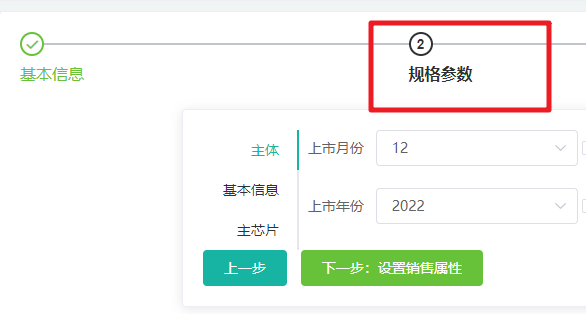 2
基本信息
规格参数
主体
上市月份
12
基本信息
上市年份
2022
主芯片
上一步
下一步：设置销售属性